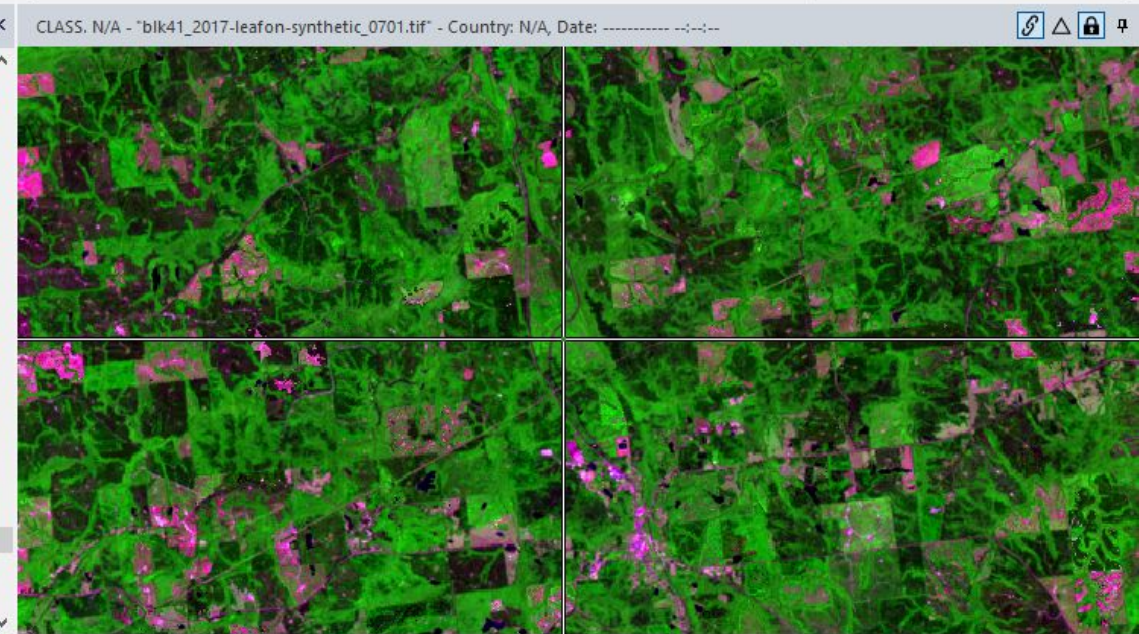 CLASS. N/A - "blk41_2017-leafon-synthetic_0701.tif" - Country: N/A, Date: ----------- --:--:--